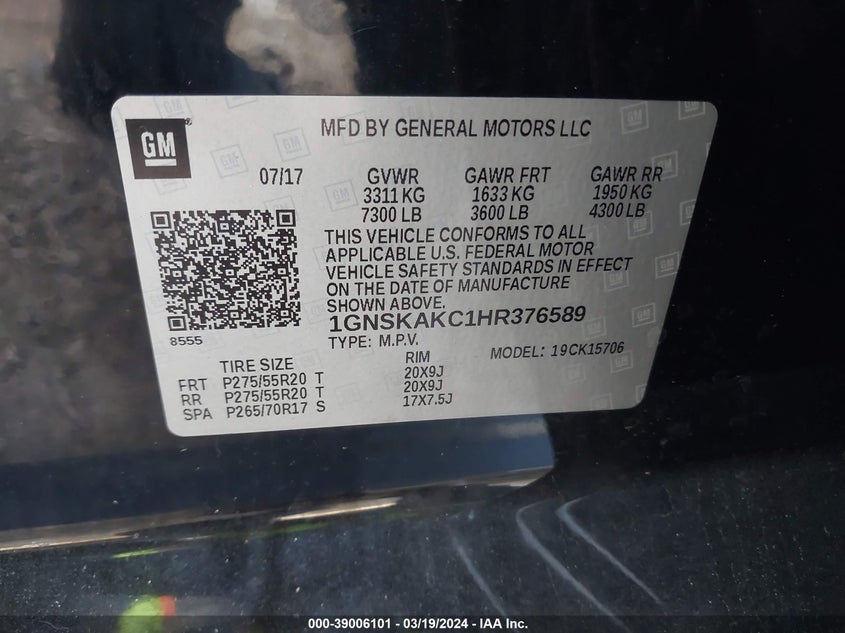 MFD BY GENERAL MOTORS LLC
GM
07/17 GVWR GAWR FRT GAWR RR
3311 KG 1633 KG 1950 KG
7300 LB 3600 LB 4300 LB
THIS VEHICLE CONFORMS TO ALL
APPLICABLE U.S. FEDERAL MOTOR
VEHICLE SAFETY STANDARDS IN EFFECT
ON THE DATE OF MANUFACTURE
SHOWN ABOVE.
8555
1GNSKAKC1HR376589
TYPE: M.P.V. MODEL: 19CK15706
TIRE SIZE RIM
FRT P275/55R20 T 20X9J
RR P275/55R20 T 20X9J
SPA P265/70R17 S 17X7.5J
000-39006101 - 03/19/2024 - IAA Inc.